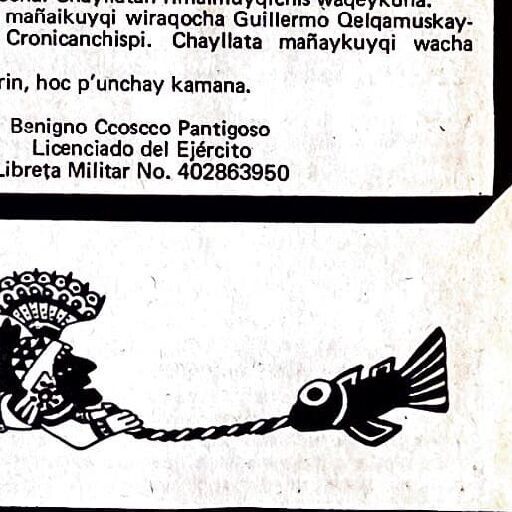 mañaikuyqi wiraqocha Guillermo Qelqamuskay-
Cronicanchispi. Chayllata mañaykuyqi wacha
rin, hoc p'unchay kamana.
Benigno Ccoscco Pantigoso
Licenciado del Ejército
Libreta Militar No. 402863950